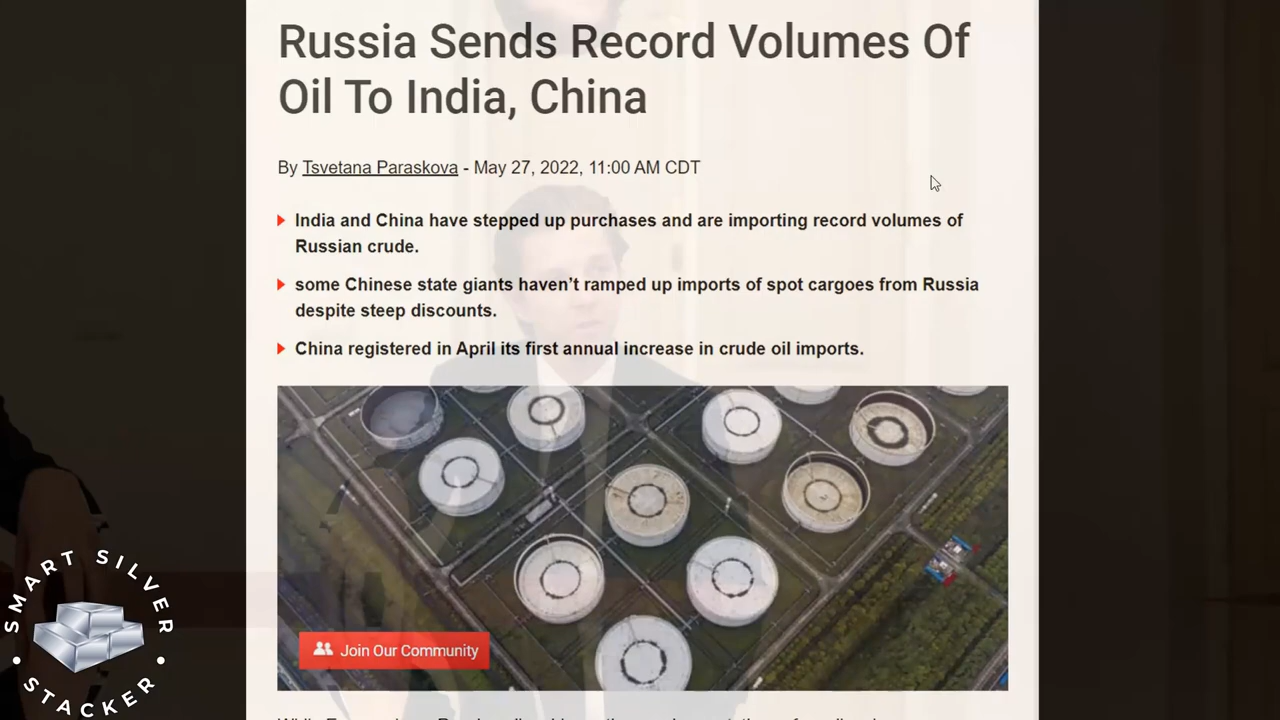 Russia Sends Record Volumes Of
Oil To India, China
By Tsvetana Paraskova - May 27, 2022, 11:00 AM CDT
India and China have stepped up purchases and are importing record volumes of
Russian crude.
some Chinese state giants haven't ramped up imports of spot cargoes from Russia
despite steep discounts.
China registered in April its first annual increase in crude oil imports.
Join Our Community
SMART SILVER
STACKER